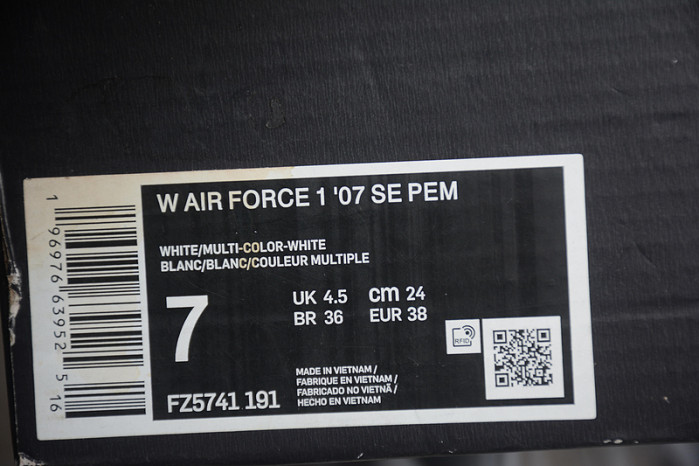 W AIR FORCE 1 '07 SE PEM
WHITE/MULTI-COLOR-WHITE
BLANC/BLANC/COULEUR MULTIPLE
7
UK 4.5 cm 24
BR 36 EUR 38
RFID
MADE IN VIETNAM /
FABRIQUE EN VIETNAM /
FABRICADO NO VIETNÃ /
HECHO EN VIETNAM
FZ5741 191
1 96976 63952 5 16